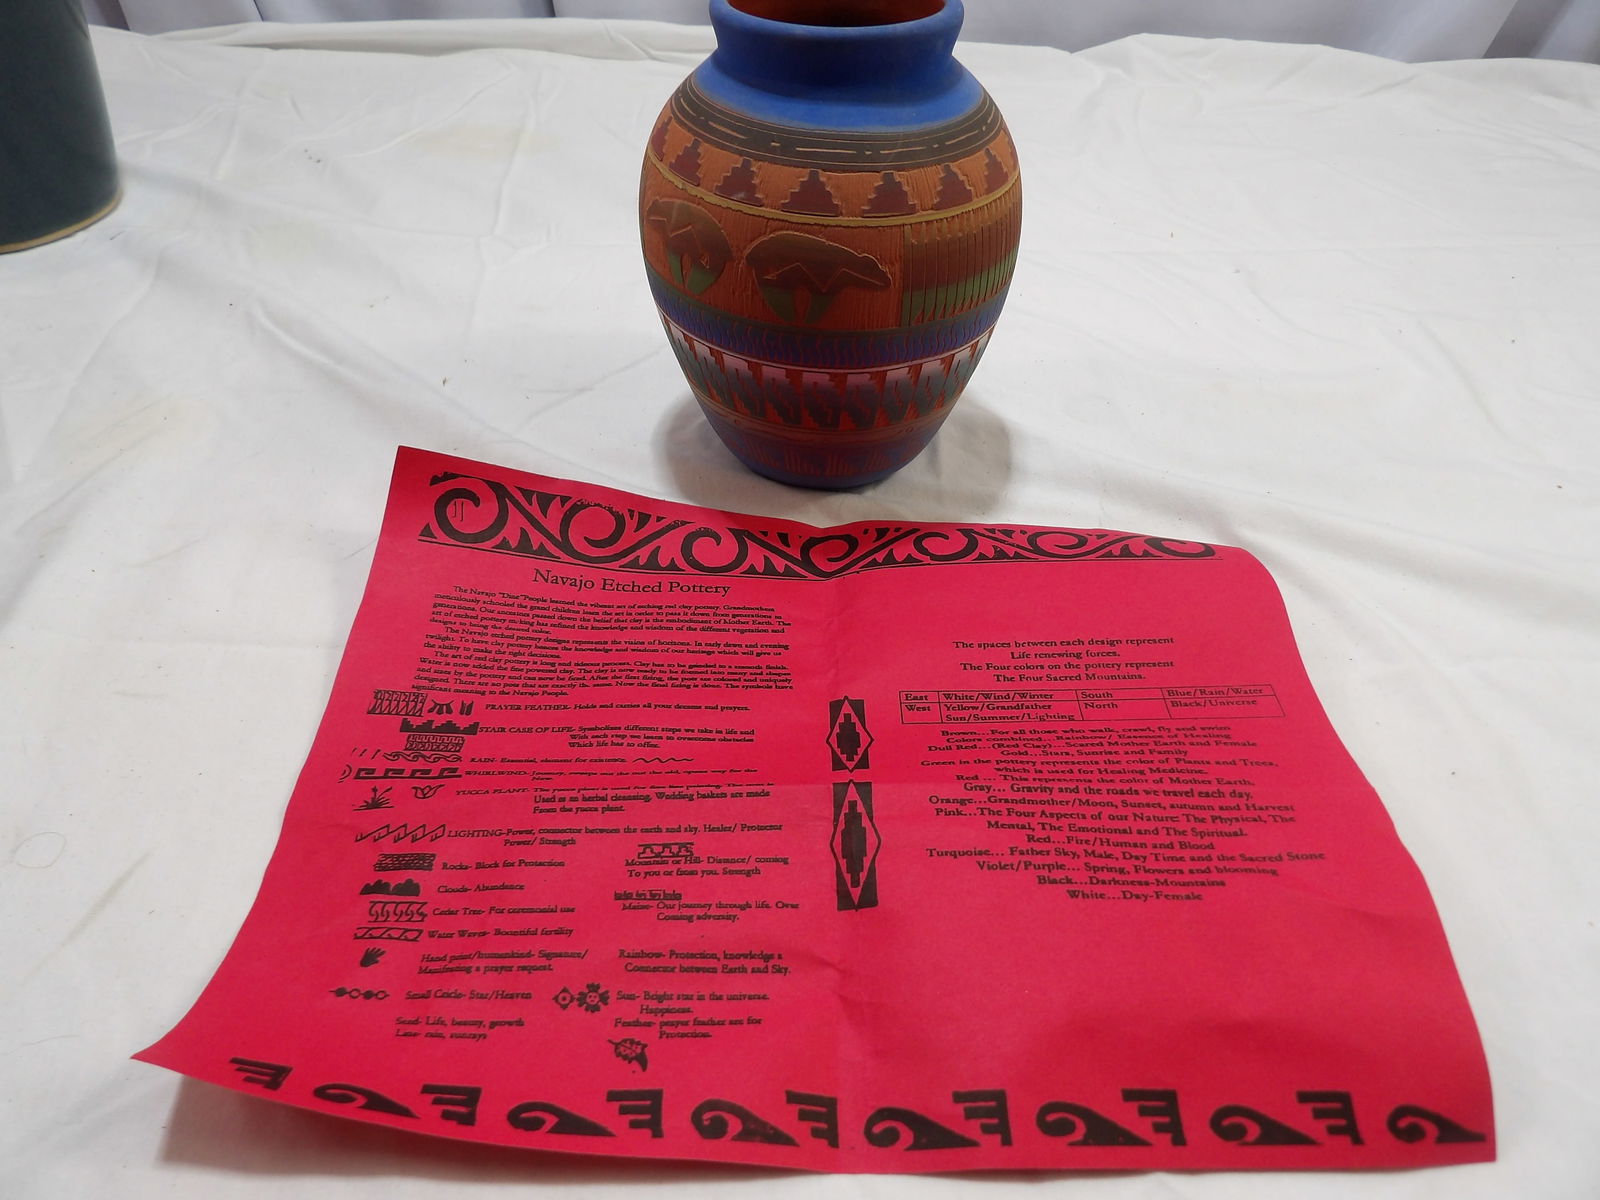 Navajo Etched Pottery
The Navajo "Dine" People learned the vibrant art of etching red clay pottery. Grandmothers
meticulously schooled the grand children learn the art in order to pass it down from generations to
generations. Our ancestors passed down the belief that clay is the embodiment of Mother Earth. The
art of etched pottery making has refined the knowledge and wisdom of the different vegetation and
designs to bring the desired color.
The Navajo etched pottery designs represents the vision of horizons. In early dawn and evening
twilight. To have clay pottery the knowledge and wisdom of our heritage which will give us
the ability to make the right decisions.
The art of red clay pottery is long and tideous process. Clay has to be grinded to a smooth finish.
Water is now added the fine powered clay. The clay is now ready to be formed into many and shapes
and sizes by the pottery and can now be fired. After the first firing, the pots are colored and uniquely
designed. There are no pots that are exactly the same. Now the final firing is done. The symbols have
significant meaning to the Navajo People.
PRAYER FEATHER- Holds and carries all your dreams and prayers.
STAIR CASE OF LIFE- Symbolizes different steps we take in life and
With each step we learn to overcome obstacles
Which life has to offer.
RAIN- Essential, element for existence.
WHIRLWIND- Journey, sweeps out the old, opens way for the
New.
YUCCA PLANT- The yucca plant is used for
Used as an herbal cleansing, Wedding baskets are made
From the yucca plant.
LIGHTING-Power, connector between the earth and sky. Healer/ Protector
Power/ Strength
Rocks- Block for Protection
Mountain or Hill- Distance/ coming
To you or from you. Strength
Clouds- Abundance
Cedar Tree- For ceremonial use
Maize- Our journey through life. Over
Coming adversity.
Water Waves- Bountiful fertility
Hand print/humankind- Signature/
Manifesting a prayer request.
Rainbow- Protection, knowledge a
Connector between Earth and Sky.
Small Cricle- Star/Heaven
Sun- Bright star in the universe.
Happiness.
Seed- Life, beauty, growth
Line- rain, sunrays
Feather- prayer feather are for
Protection.
The spaces between each design represent
Life renewing forces.
The Four colors on the pottery represent
The Four Sacred Mountains.
East White/Wind/Winter South Blue/Rain/Water
West Yellow/Grandfather North Black/Universe
Sun/Summer/Lighting
Brown...For all those who walk, crawl, fly and swim
Colors combined...Rainbow/ Essence of Healing
Dull Red...(Red Clay)...Scared Mother Earth and Female
Gold...Stars, Sunrise and Family
Green in the pottery represents the color of Plants and Trees,
which is used for Healing Medicine.
Red ... This represents the color of Mother Earth.
Gray... Gravity and the roads we travel each day.
Orange...Grandmother/Moon, Sunset, autumn and Harvest
Pink...The Four Aspects of our Nature: The Physical, The
Mental, The Emotional and The Spiritual.
Red...Fire/Human and Blood
Turquoise... Father Sky, Male, Day Time and the Sacred Stone
Violet/Purple... Spring, Flowers and blooming
Black...Darkness-Mountains
White...Day-Female